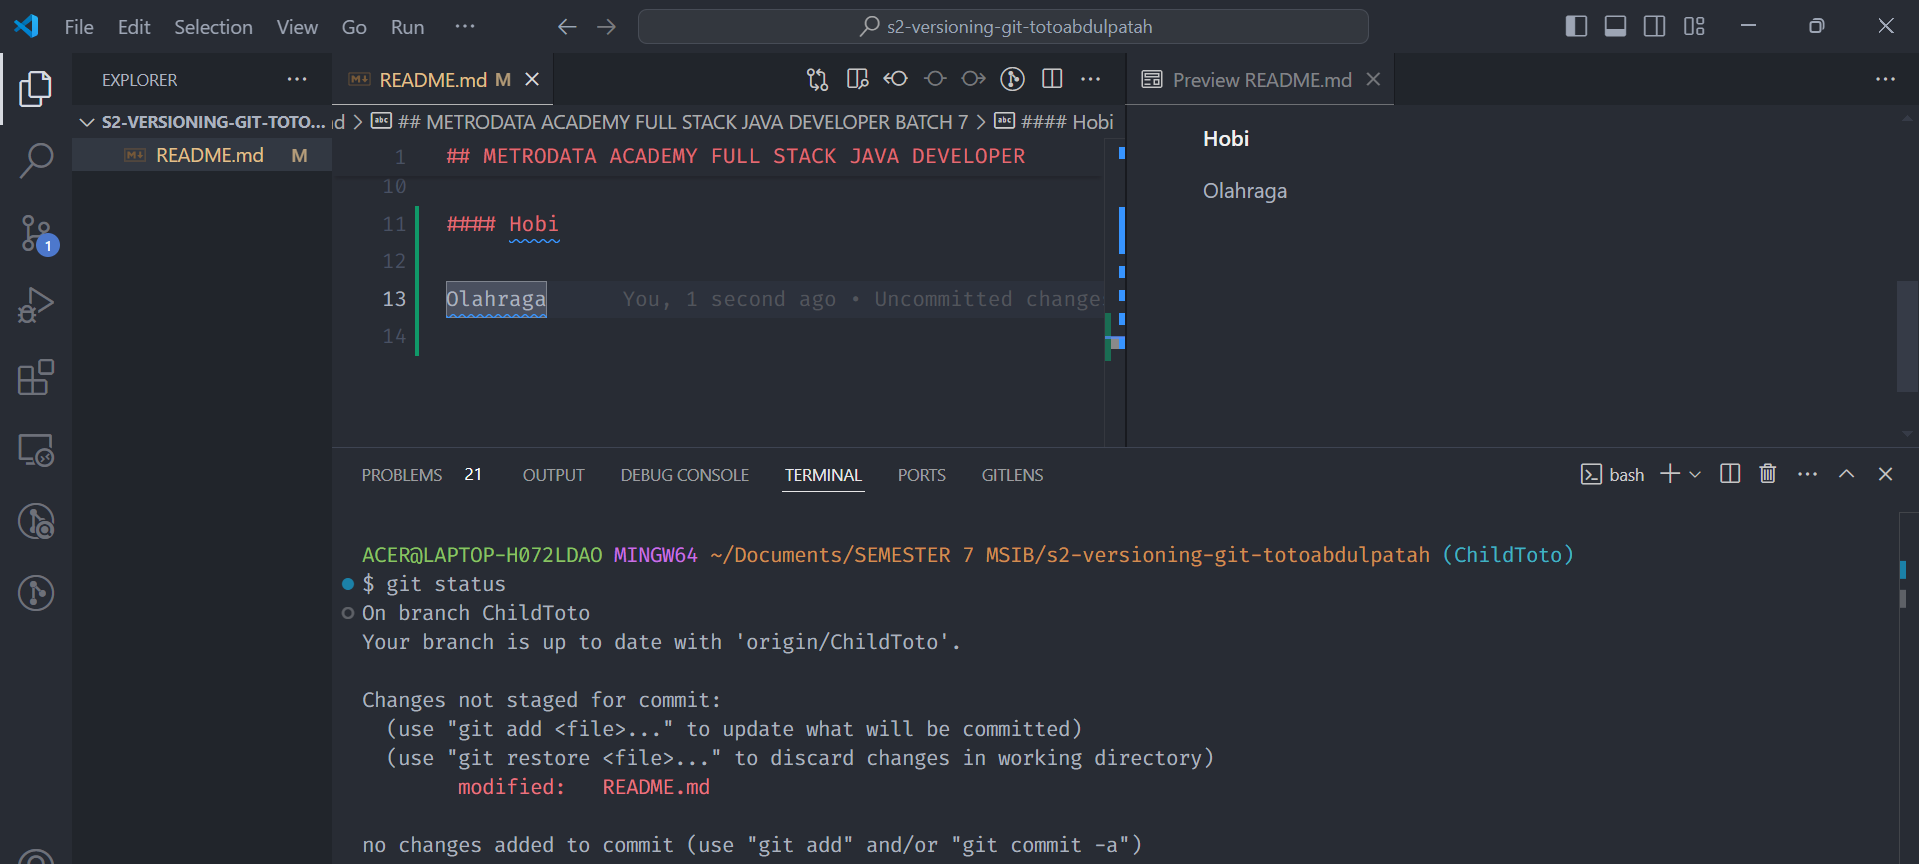 File Edit Selection View Go Run ··· s2-versioning-git-totoabdulpatah
EXPLORER ···
S2-VERSIONING-GIT-TOTO...
README.md M
README.md M
Preview README.md
## METRODATA ACADEMY FULL STACK JAVA DEVELOPER BATCH 7 > #### Hobi
1 ## METRODATA ACADEMY FULL STACK JAVA DEVELOPER
10
11 #### Hobi
12
13 Olahraga You, 1 second ago • Uncommitted change
14
Hobi
Olahraga
1
PROBLEMS 21 OUTPUT DEBUG CONSOLE TERMINAL PORTS GITLENS bash
ACER@LAPTOP-H072LDAO MINGW64 ~/Documents/SEMESTER 7 MSIB/s2-versioning-git-totoabdulpatah (ChildToto)
$ git status
On branch ChildToto
Your branch is up to date with 'origin/ChildToto'.
Changes not staged for commit:
(use "git add <file>..." to update what will be committed)
(use "git restore <file>..." to discard changes in working directory)
modified: README.md
no changes added to commit (use "git add" and/or "git commit -a")